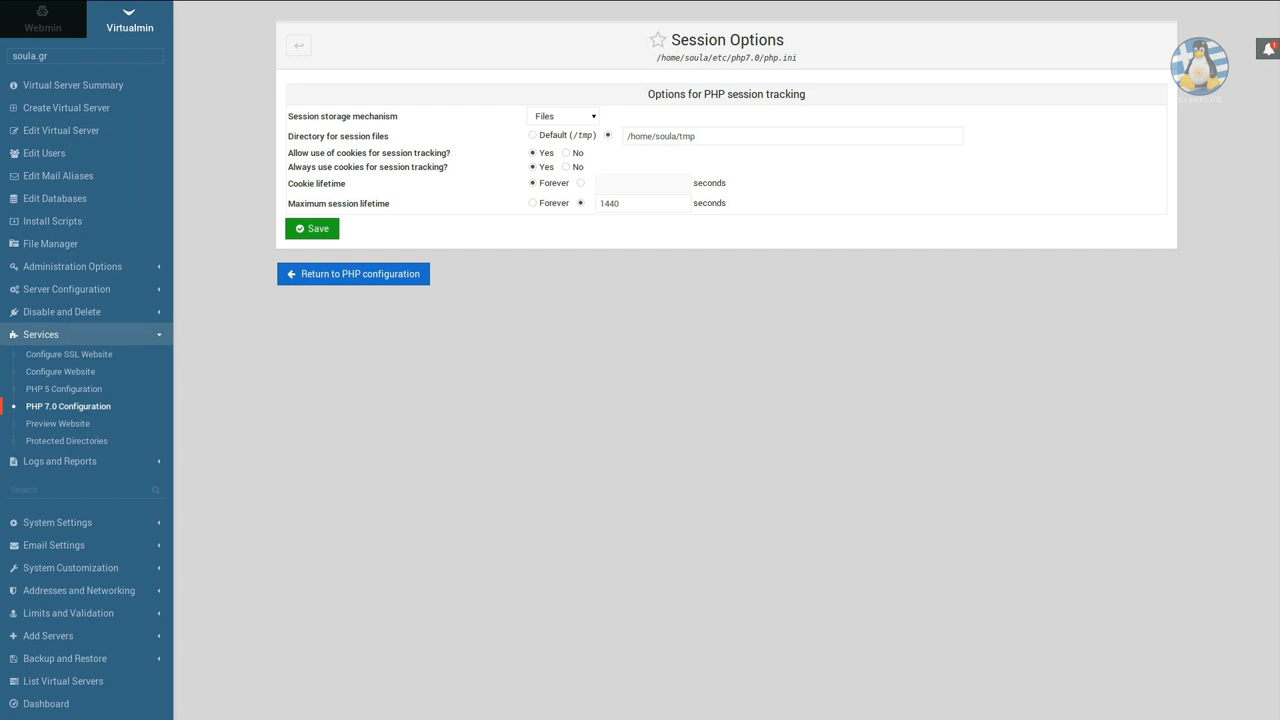 Webmin
Virtualmin
soula.gr
Virtual Server Summary
Create Virtual Server
Edit Virtual Server
Edit Users
Edit Mail Aliases
Edit Databases
Install Scripts
File Manager
Administration Options
Server Configuration
Disable and Delete
Services
Configure SSL Website
Configure Website
PHP 5 Configuration
PHP 7.0 Configuration
Preview Website
Protected Directories
Logs and Reports
Search
System Settings
Email Settings
System Customization
Addresses and Networking
Limits and Validation
Add Servers
Backup and Restore
List Virtual Servers
Dashboard
Session Options
/home/soula/etc/php7.0/php.ini
Options for PHP session tracking
Session storage mechanism Files
Directory for session files Default (/tmp) /home/soula/tmp
Allow use of cookies for session tracking? Yes No
Always use cookies for session tracking? Yes No
Cookie lifetime Forever seconds
Maximum session lifetime Forever 1440 seconds
Save
Return to PHP configuration
1